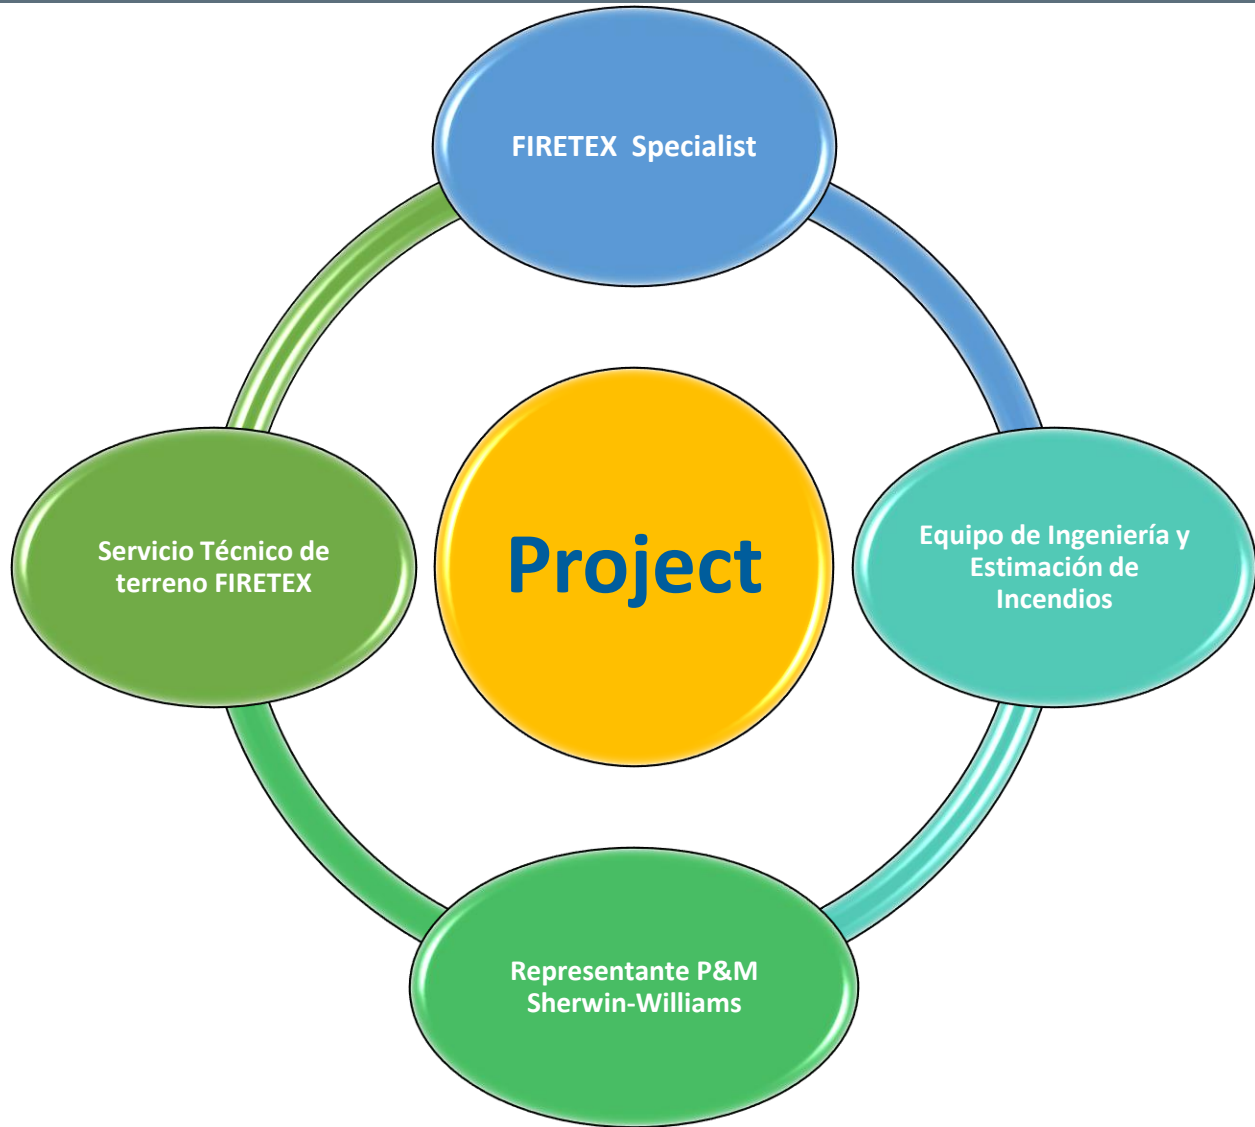 FIRETEX  Specialist
Servicio Técnico de
terreno FIRETEX
Project
Equipo de Ingeniería y
Estimación de
Incendios
Representante P&M
Sherwin-Williams